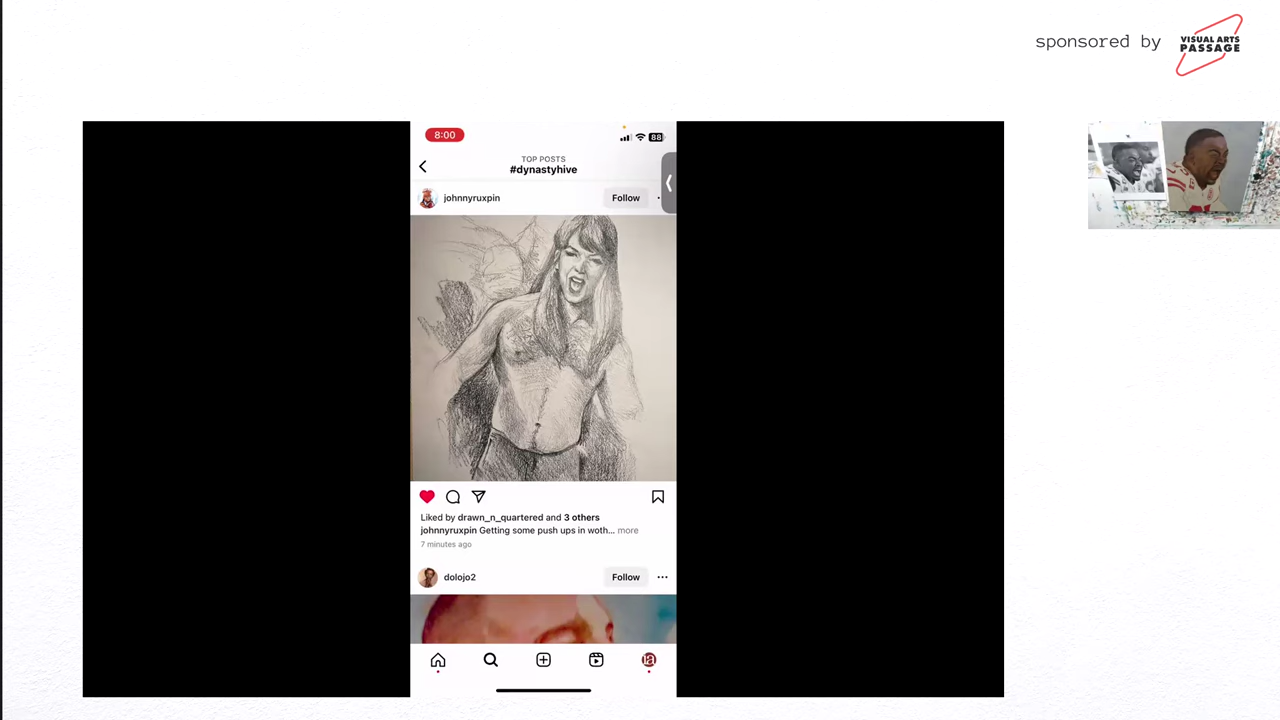 sponsored by
VISUAL ARTS
PASSAGE
8:00
88
TOP POSTS
#dynastyhive
johnnyruxpin
Follow
Liked by drawn_n_quartered and 3 others
johnnyruxpin Getting some push ups in woth... more
7 minutes ago
dolojo2
Follow